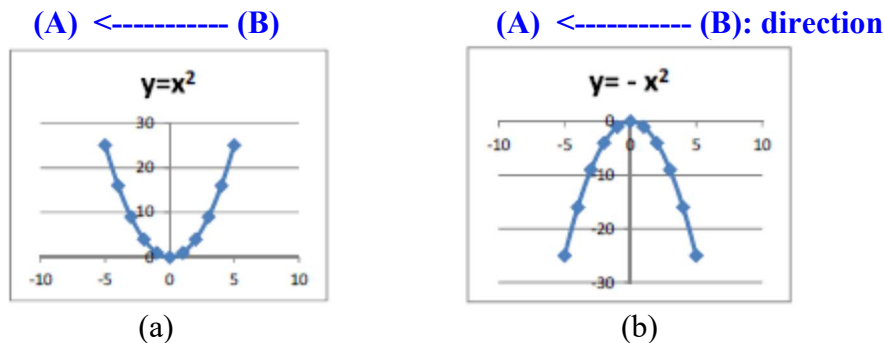 (A) <----------- (B)
(A) <----------- (B): direction
y=x²
30
20
10
0
-10 -5 0 5 10
(a)
y= - x²
0
-10 -5 0 5 10
-10
-20
-30
(b)